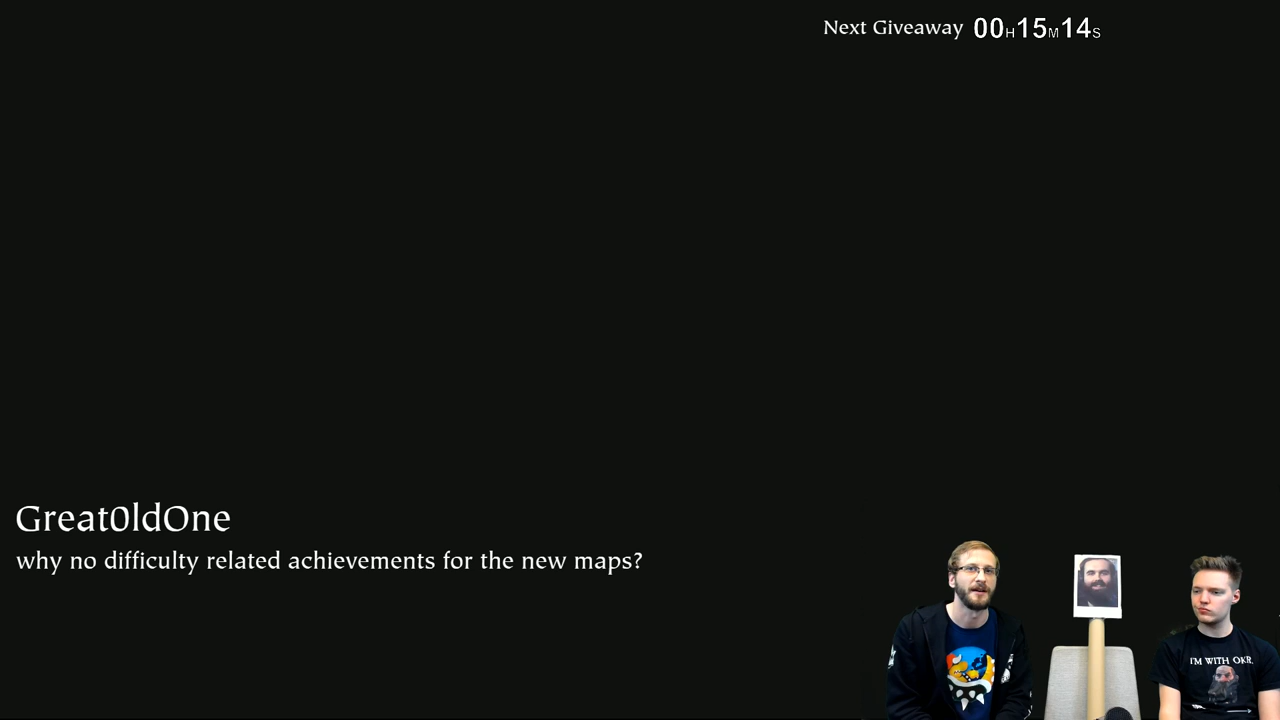 Next Giveaway 00H15M14S
Great0ldOne
why no difficulty related achievements for the new maps?
I'M WITH OKR.